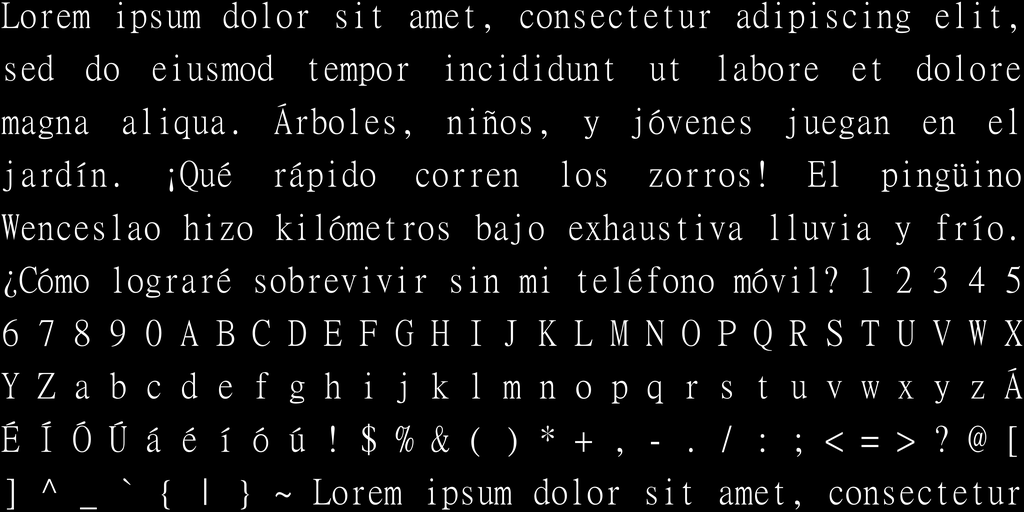 Lorem ipsum dolor sit amet, consectetur adipiscing elit,
sed do eiusmod tempor incididunt ut labore et dolore
magna aliqua. Árboles, niños, y jóvenes juegan en el
jardín. ¡Qué rápido corren los zorros! El pingüino
Wenceslao hizo kilómetros bajo exhaustiva lluvia y frío.
¿Cómo lograré sobrevivir sin mi teléfono móvil? 1 2 3 4 5
6 7 8 9 0 A B C D E F G H I J K L M N O P Q R S T U V W X
Y Z a b c d e f g h i j k l m n o p q r s t u v w x y z Á
É Í Ó Ú á é í ó ú ! $ % & ( ) * + , - . / : ; < = > ? @ [
] ^ _ ` { | } ~ Lorem ipsum dolor sit amet, consectetur